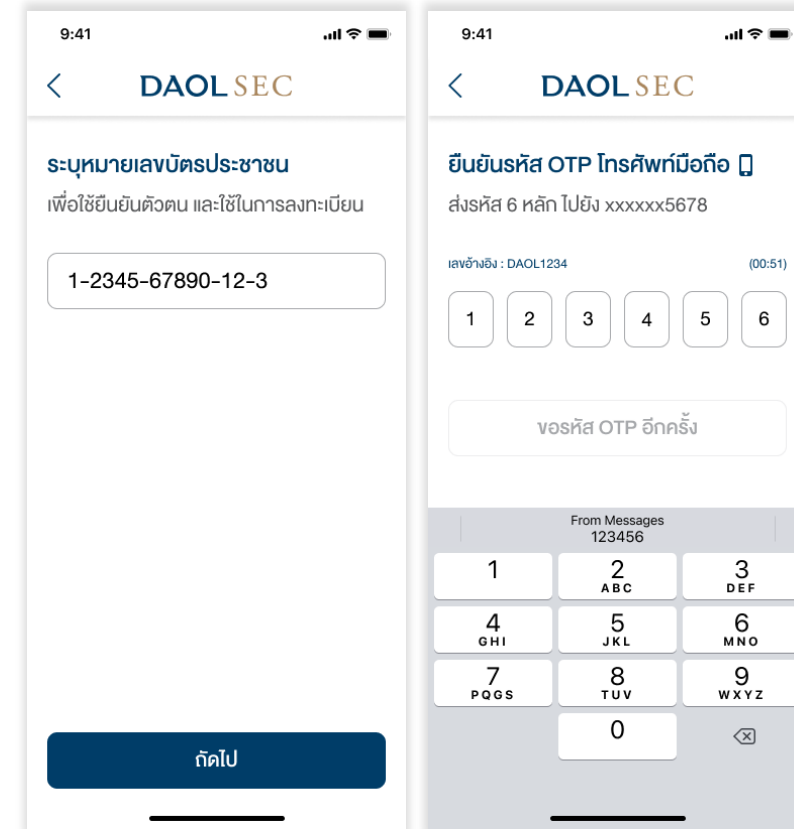 9:41
DAOL SEC
ระบุหมายเลขบัตรประชาชน
เพื่อใช้ยืนยันตัวตน และใช้ในการลงทะเบียน
1-2345-67890-12-3
ถัดไป
9:41
DAOL SEC
ยืนยันรหัส OTP โทรศัพท์มือถือ
ส่งรหัส 6 หลัก ไปยัง xxxxxx5678
เลขอ้างอิง : DAOL1234 (00:51)
1 2 3 4 5 6
ขอรหัส OTP อีกครั้ง
From Messages
123456
1 2 3
ABC DEF
4 5 6
GHI JKL MNO
7 8 9
PQGS TUV WXYZ
0